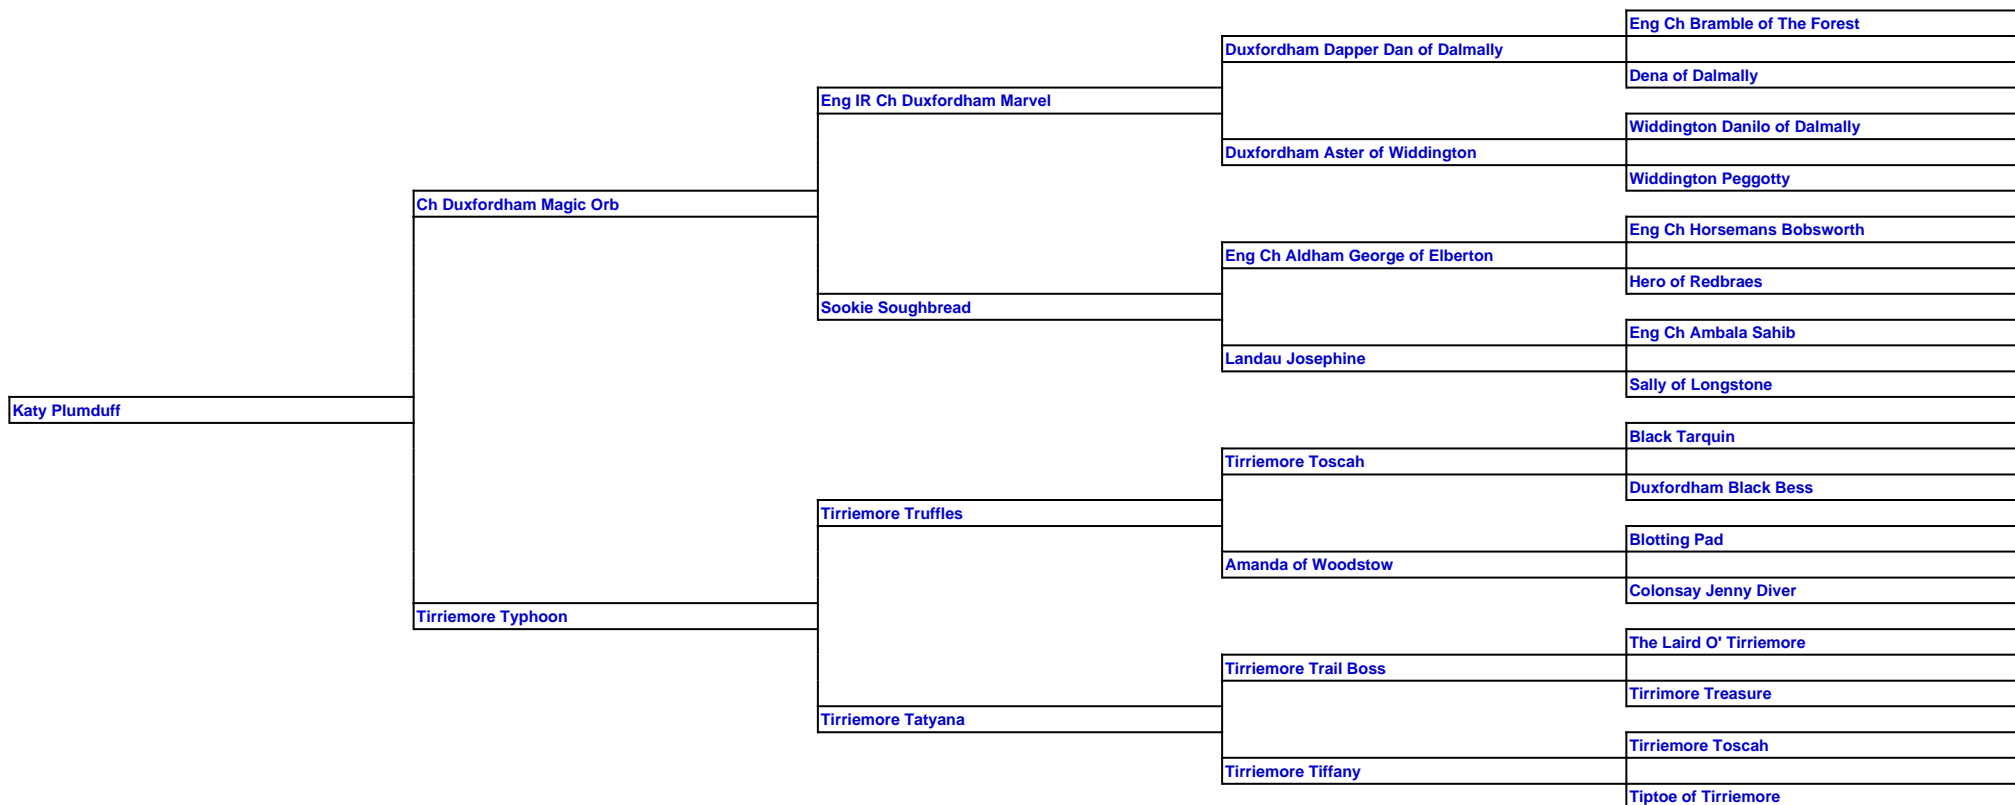 Eng Ch Bramble of The Forest
Duxfordham Dapper Dan of Dalmally
Dena of Dalmally
Eng IR Ch Duxfordham Marvel
Widdington Danilo of Dalmally
Duxfordham Aster of Widdington
Widdington Peggotty
Ch Duxfordham Magic Orb
Eng Ch Horsemans Bobsworth
Eng Ch Aldham George of Elberton
Hero of Redbraes
Sookie Soughbread
Eng Ch Ambala Sahib
Landau Josephine
Sally of Longstone
Katy Plumduff
Black Tarquin
Tirriemore Toscah
Duxfordham Black Bess
Tirriemore Truffles
Blotting Pad
Amanda of Woodstow
Colonsay Jenny Diver
Tirriemore Typhoon
The Laird O' Tirriemore
Tirriemore Trail Boss
Tirrimore Treasure
Tirriemore Tatyana
Tirriemore Toscah
Tirriemore Tiffany
Tiptoe of Tirriemore